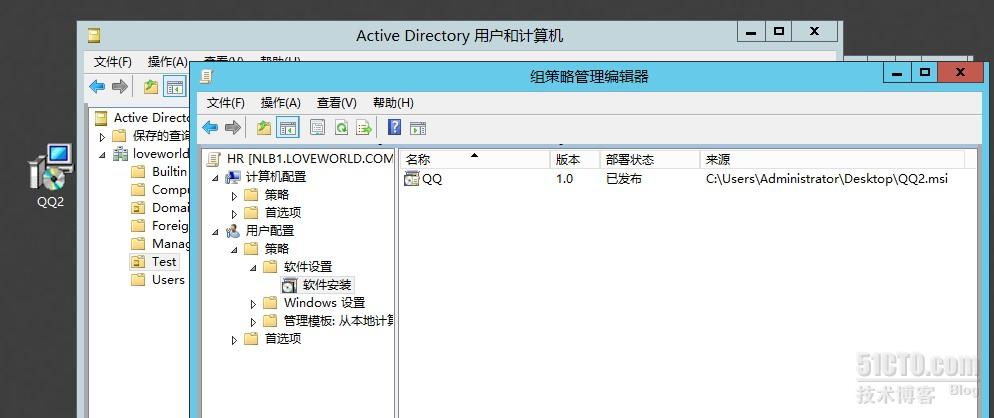 QQ2
Active Directory 用户和计算机
文件(F) 操作(A) 查看(V) 帮助(H)
Active Directo
保存的查询
loveworld
Builtin
Compu
Domai
Foreig
Manag
Test
Users
组策略管理编辑器
文件(F) 操作(A) 查看(V) 帮助(H)
HR [NLB1.LOVEWORLD.COM
计算机配置
策略
首选项
用户配置
策略
软件设置
软件安装
Windows 设置
管理模板: 从本地计算
首选项
名称 版本 部署状态 来源
QQ 1.0 已发布 C:\Users\Administrator\Desktop\QQ2.msi
51CTO.com
技术博客 Blog